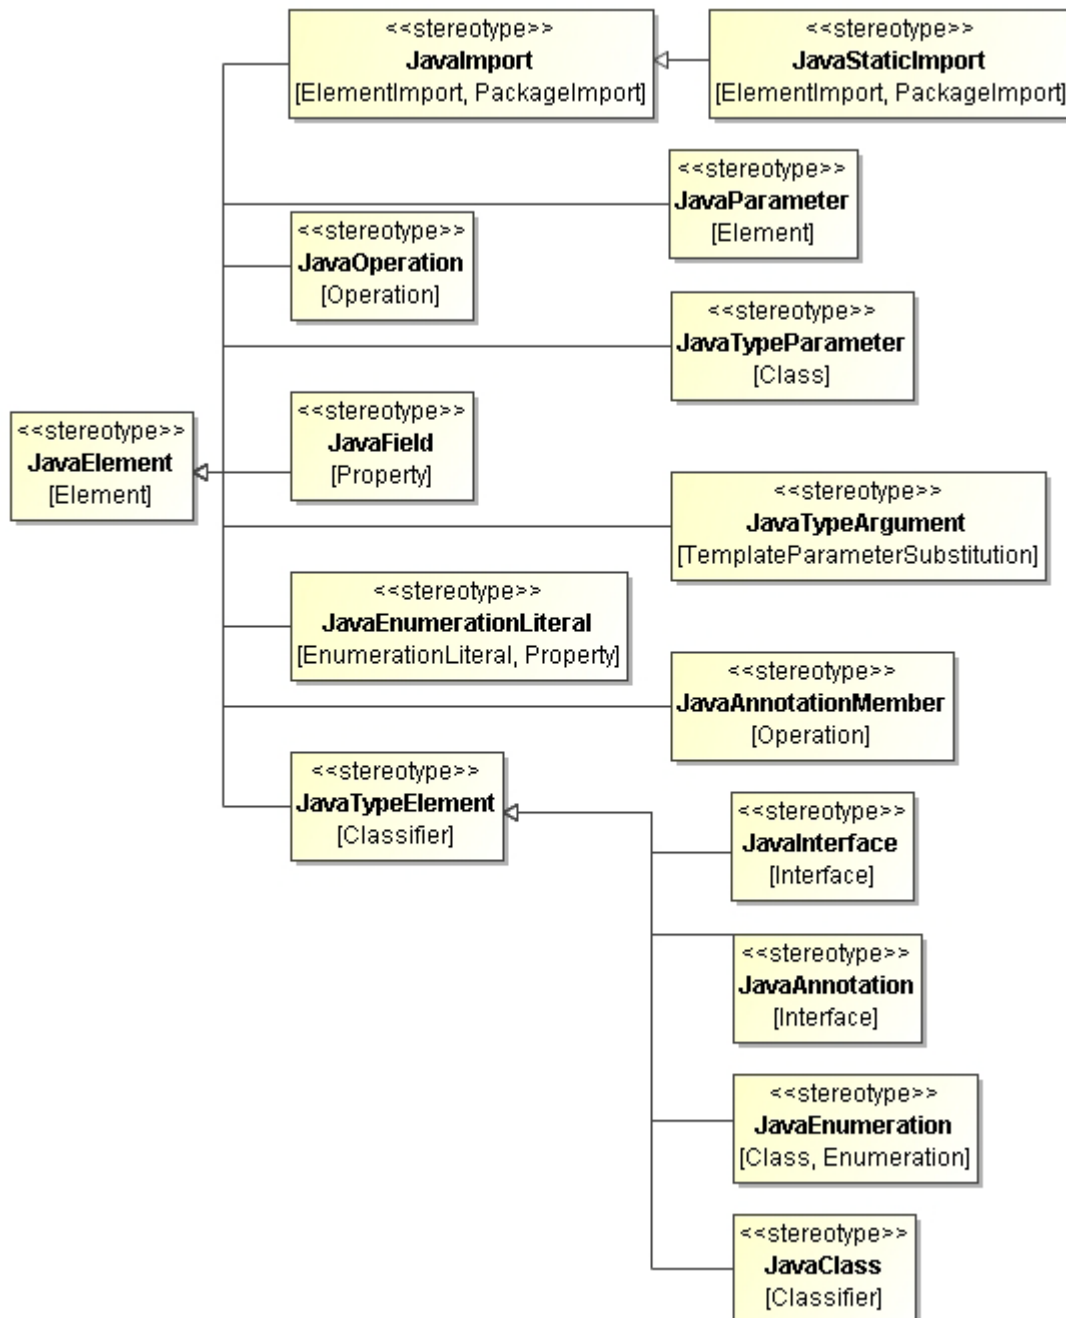 <<stereotype>>
JavaImport
[ElementImport, PackageImport]
<<stereotype>>
JavaStaticImport
[ElementImport, PackageImport]
<<stereotype>>
JavaParameter
[Element]
<<stereotype>>
JavaOperation
[Operation]
<<stereotype>>
JavaTypeParameter
[Class]
<<stereotype>>
JavaField
[Property]
<<stereotype>>
JavaElement
[Element]
<<stereotype>>
JavaTypeArgument
[TemplateParameterSubstitution]
<<stereotype>>
JavaEnumerationLiteral
[EnumerationLiteral, Property]
<<stereotype>>
JavaAnnotationMember
[Operation]
<<stereotype>>
JavaTypeElement
[Classifier]
<<stereotype>>
JavaInterface
[Interface]
<<stereotype>>
JavaAnnotation
[Interface]
<<stereotype>>
JavaEnumeration
[Class, Enumeration]
<<stereotype>>
JavaClass
[Classifier]